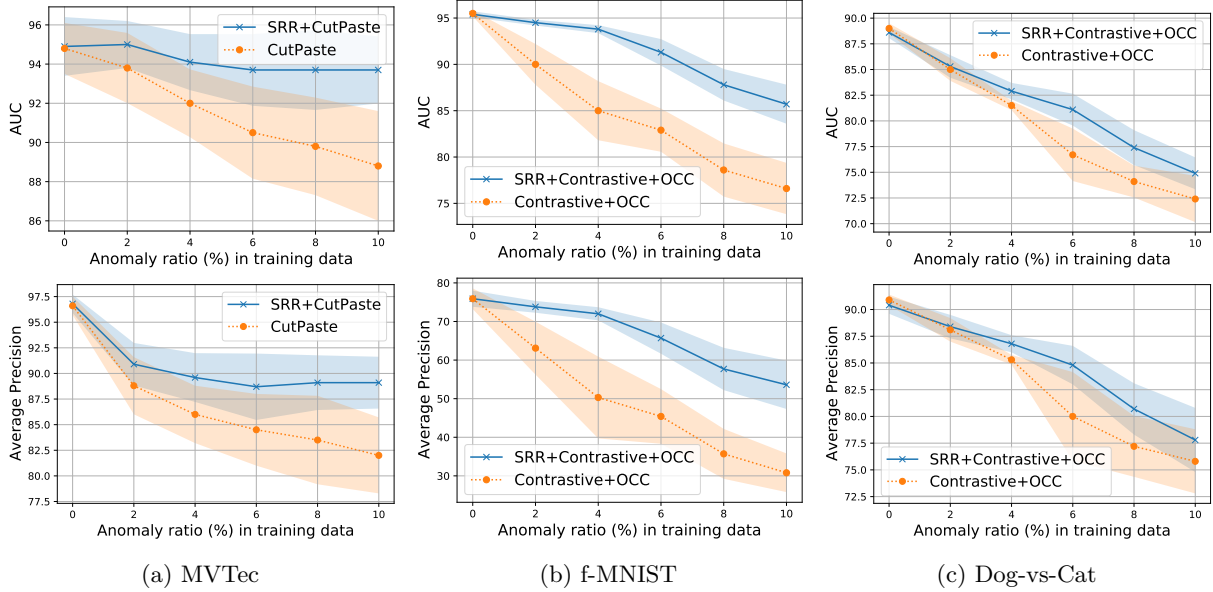 96
94
92
90
88
86
AUC
SRR+CutPaste
CutPaste
0 2 4 6 8 10
Anomaly ratio (%) in training data
95
90
85
80
75
AUC
SRR+Contrastive+OCC
Contrastive+OCC
0 2 4 6 8 10
Anomaly ratio (%) in training data
90.0
87.5
85.0
82.5
80.0
77.5
75.0
72.5
70.0
AUC
SRR+Contrastive+OCC
Contrastive+OCC
0 2 4 6 8 10
Anomaly ratio (%) in training data
97.5
95.0
92.5
90.0
87.5
85.0
82.5
80.0
77.5
Average Precision
SRR+CutPaste
CutPaste
0 2 4 6 8 10
Anomaly ratio (%) in training data
80
70
60
50
40
30
Average Precision
SRR+Contrastive+OCC
Contrastive+OCC
0 2 4 6 8 10
Anomaly ratio (%) in training data
90.0
87.5
85.0
82.5
80.0
77.5
75.0
72.5
Average Precision
SRR+Contrastive+OCC
Contrastive+OCC
0 2 4 6 8 10
Anomaly ratio (%) in training data
(a) MVTec
(b) f-MNIST
(c) Dog-vs-Cat